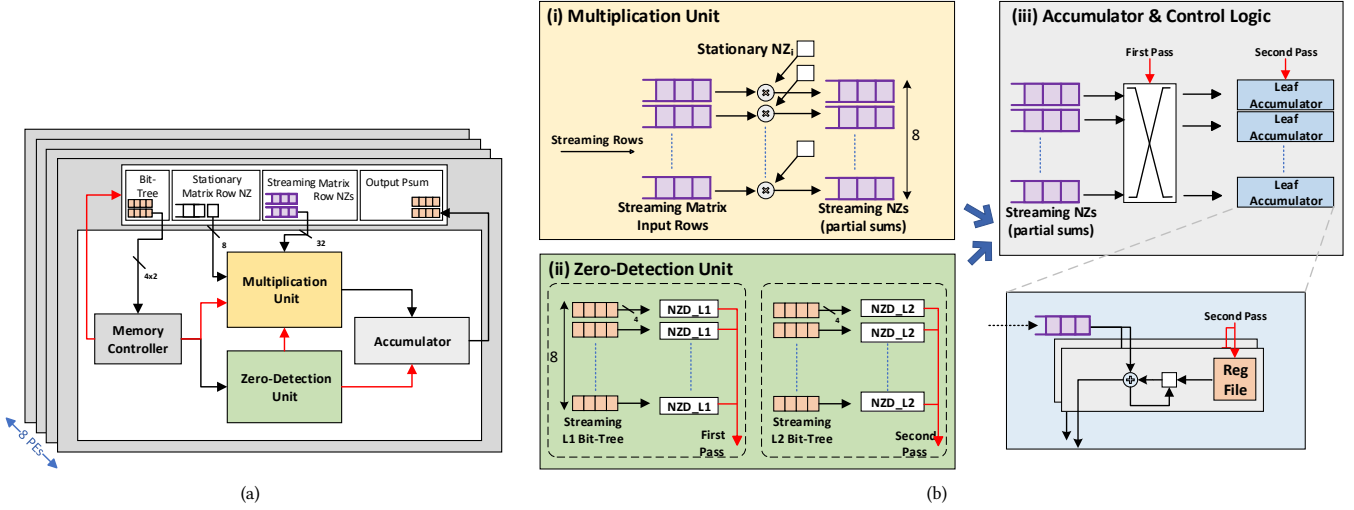 Bit-
Tree
Stationary
Matrix Row NZ
Streaming Matrix
Row NZs
Output Psum
8
32
4x2
Multiplication
Unit
Memory
Controller
Accumulator
Zero-Detection
Unit
8 PEs
(a)
(i) Multiplication Unit
Stationary NZi
Streaming Rows
8
Streaming Matrix
Input Rows
Streaming NZs
(partial sums)
(ii) Zero-Detection Unit
4
NZD_L1
NZD_L1
8
NZD_L1
Streaming
L1 Bit-Tree
First
Pass
4
NZD_L2
NZD_L2
NZD_L2
Streaming
L2 Bit-Tree
Second
Pass
(iii) Accumulator & Control Logic
First Pass
Second Pass
Leaf
Accumulator
Leaf
Accumulator
Leaf
Accumulator
Streaming NZs
(partial sums)
Second Pass
Reg
File
(b)